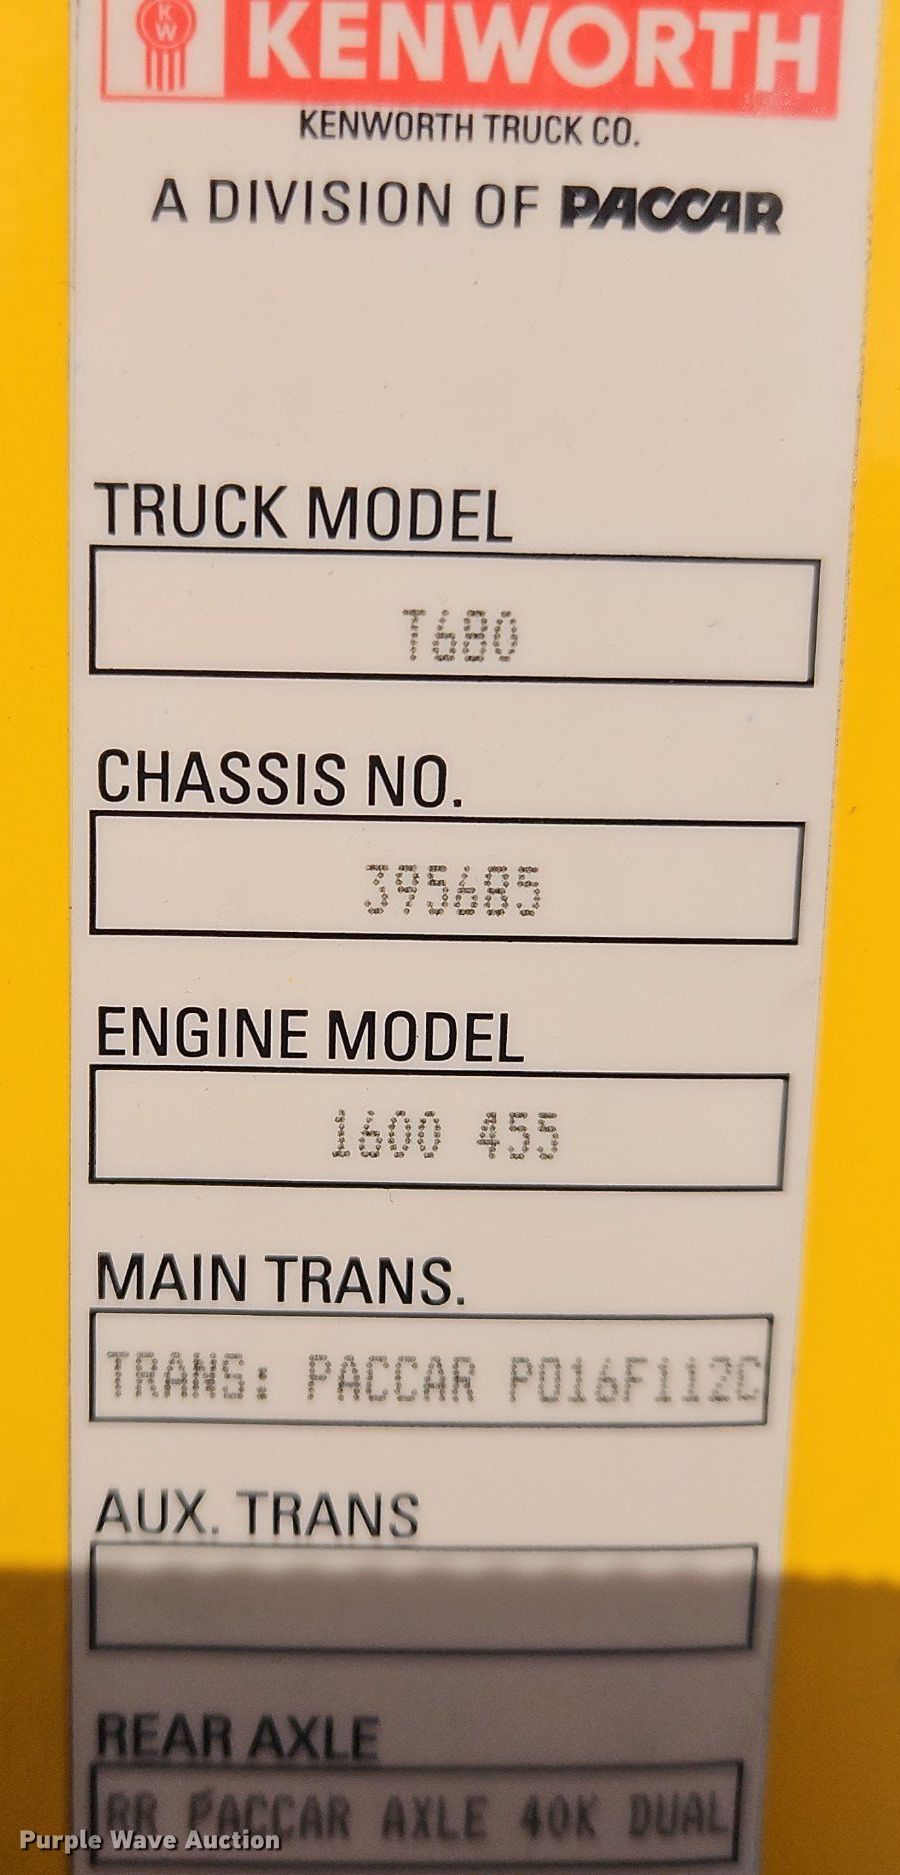 KW
KENWORTH
KENWORTH TRUCK CO.
A DIVISION OF PACCAR
TRUCK MODEL
T680
CHASSIS NO.
395685
ENGINE MODEL
1600 455
MAIN TRANS.
TRANS: PACCAR PO16F112C
AUX. TRANS
REAR AXLE
RR PACCAR AXLE 40K DUAL
Purple Wave Auction